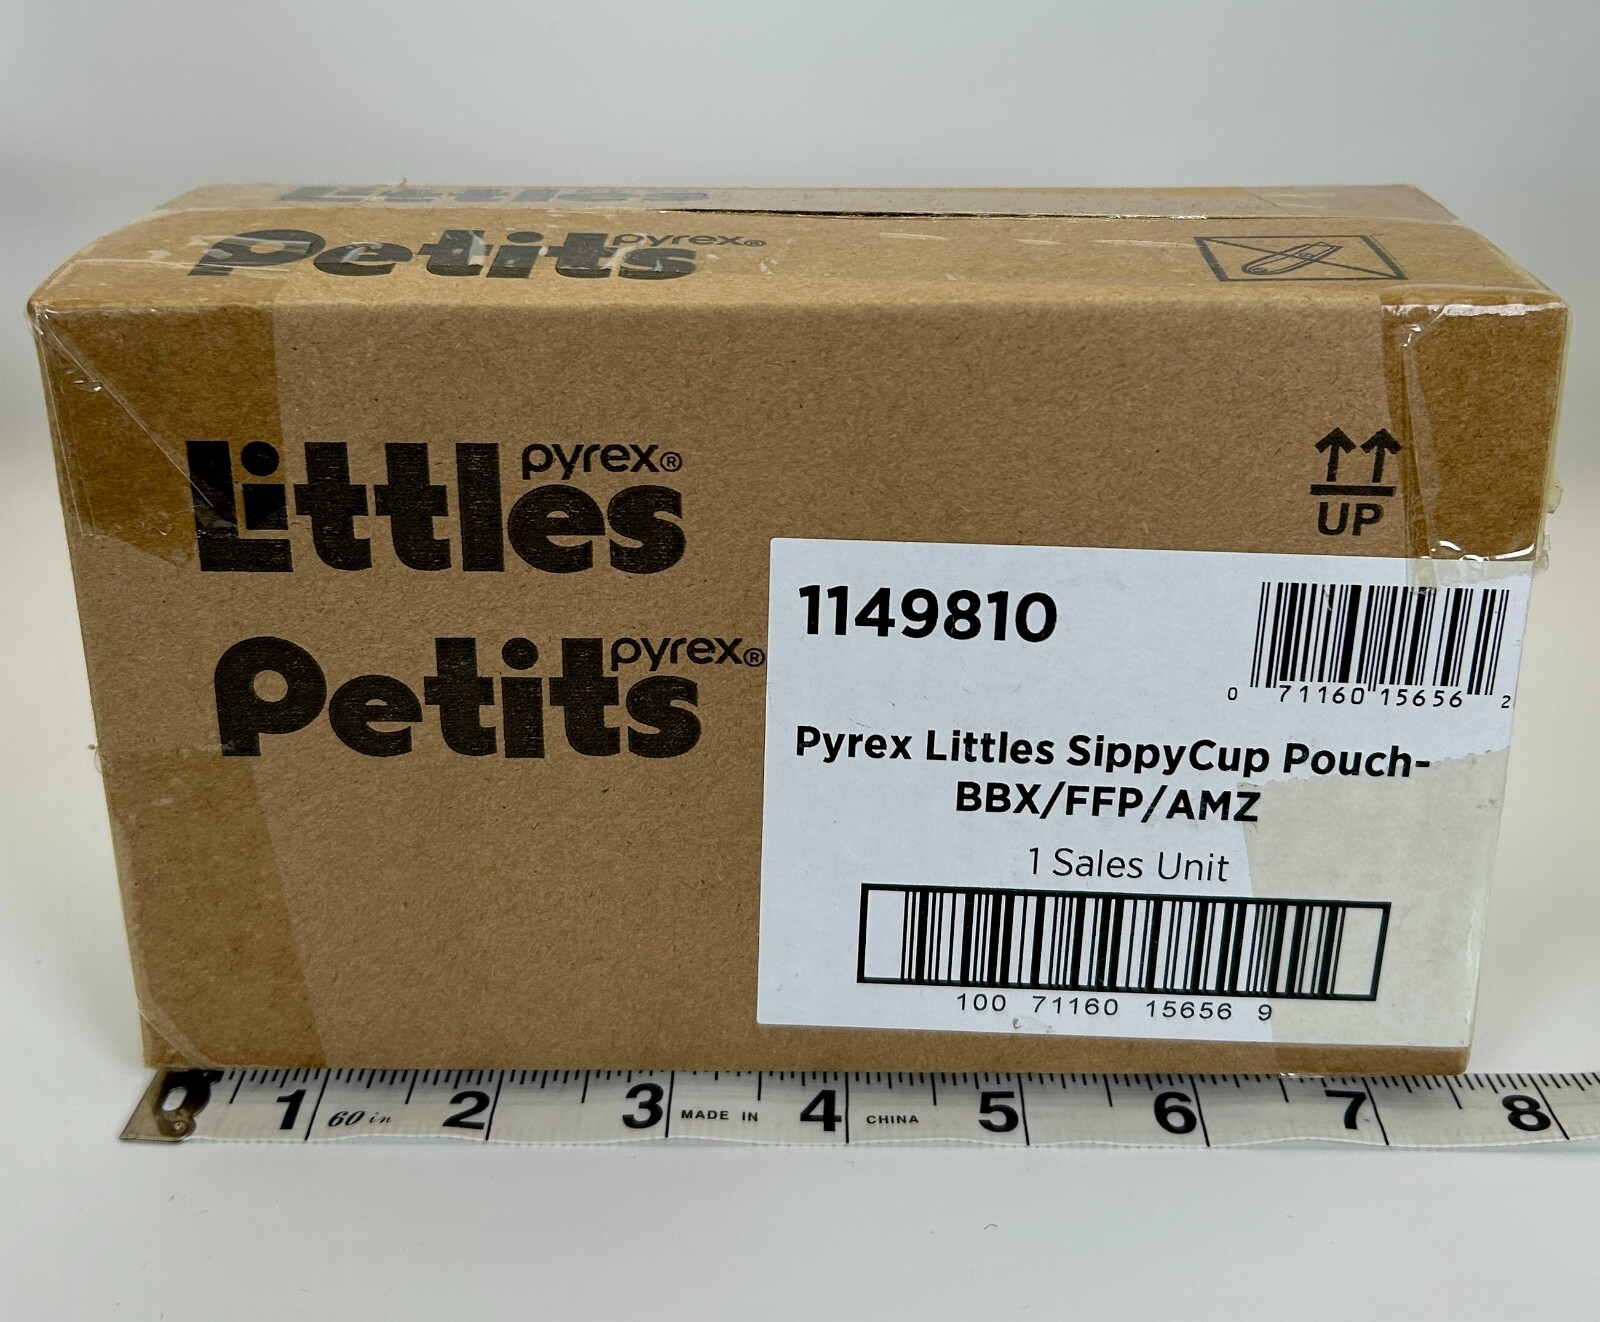 Littles
Petits pyrex®
Littles pyrex®
Petits pyrex®
UP
1149810
0 71160 15656 2
Pyrex Littles SippyCup Pouch-
BBX/FFP/AMZ
1 Sales Unit
100 71160 15656 9
1 60 in 2 3 MADE IN 4 CHINA 5 6 7 8